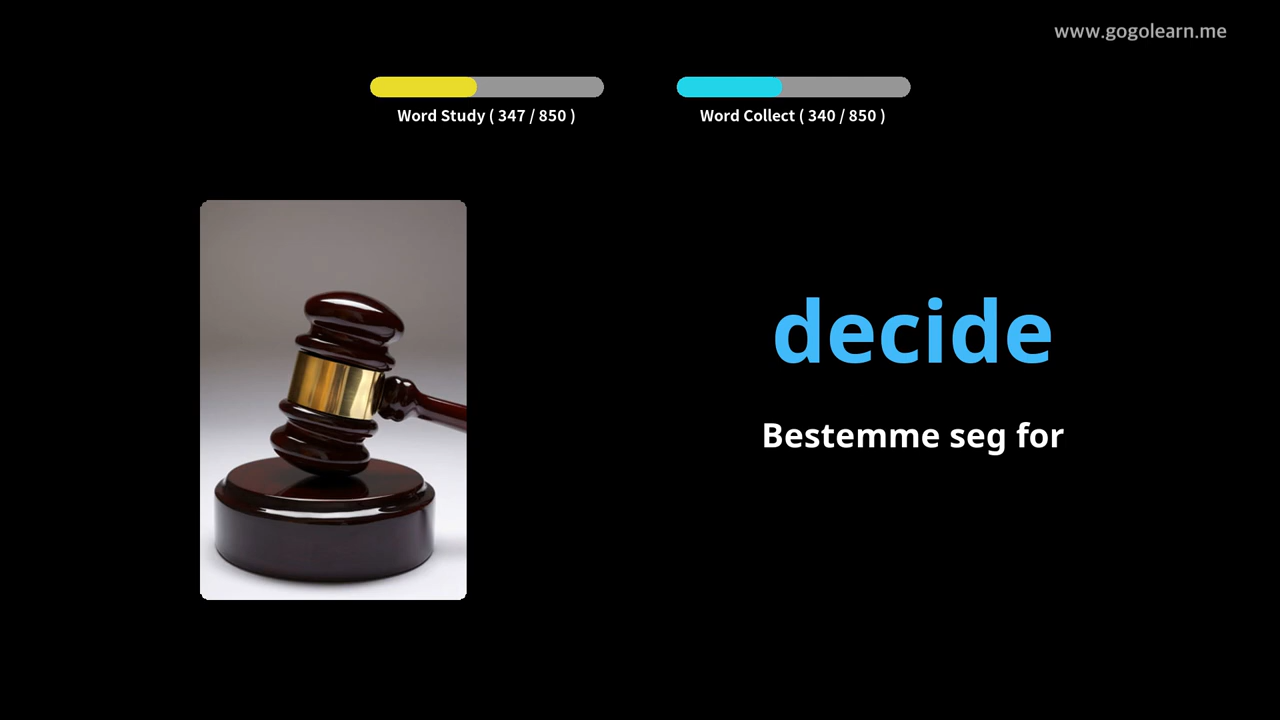 www.gogolearn.me
Word Study ( 347 / 850 )
Word Collect ( 340 / 850 )
decide
Bestemme seg for